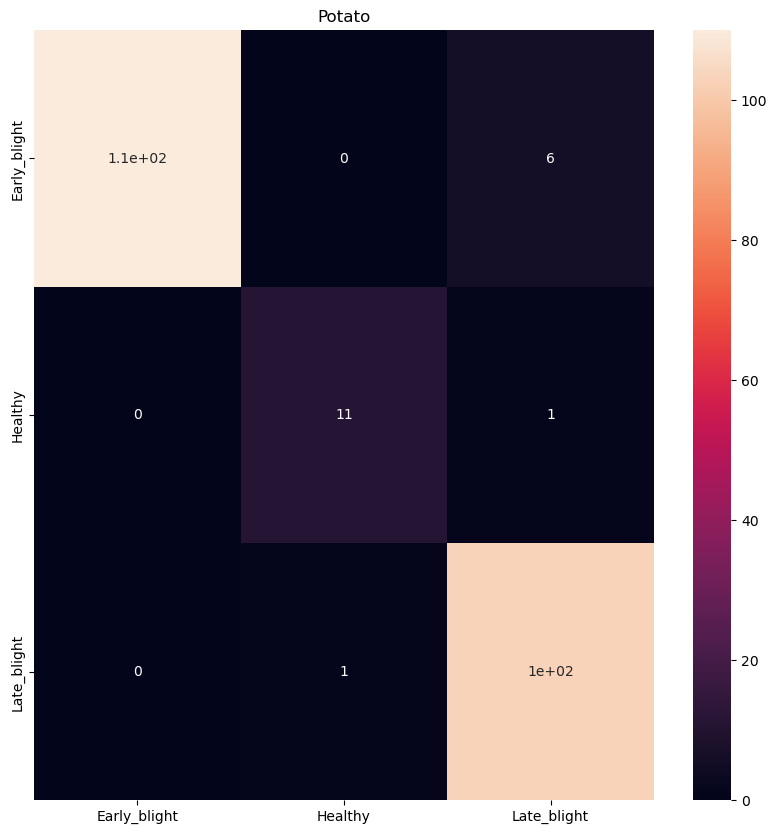 Potato
Early_blight
1.1e+02 0 6
100
80
Healthy
0 11 1
60
40
Late_blight
0 1 1e+02
20
0
Early_blight Healthy Late_blight